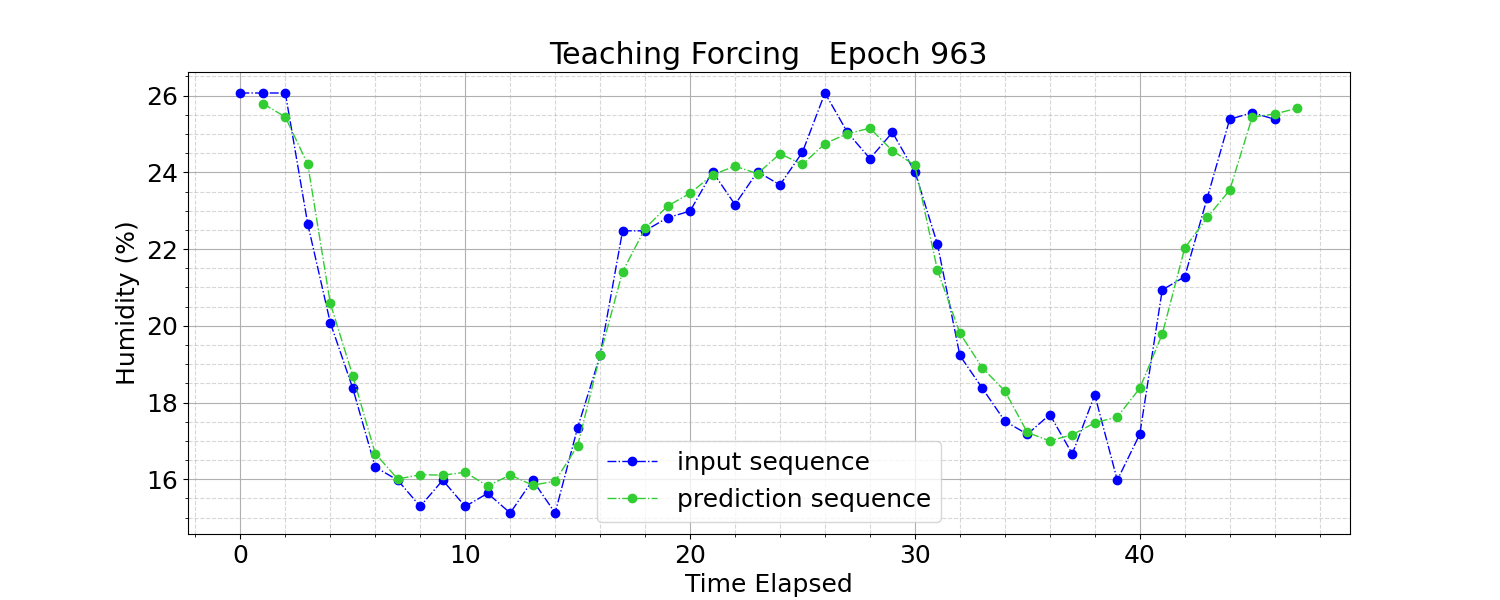 Teaching Forcing   Epoch 963
Humidity (%)
26
24
22
20
18
16
input sequence
prediction sequence
0 10 20 30 40
Time Elapsed